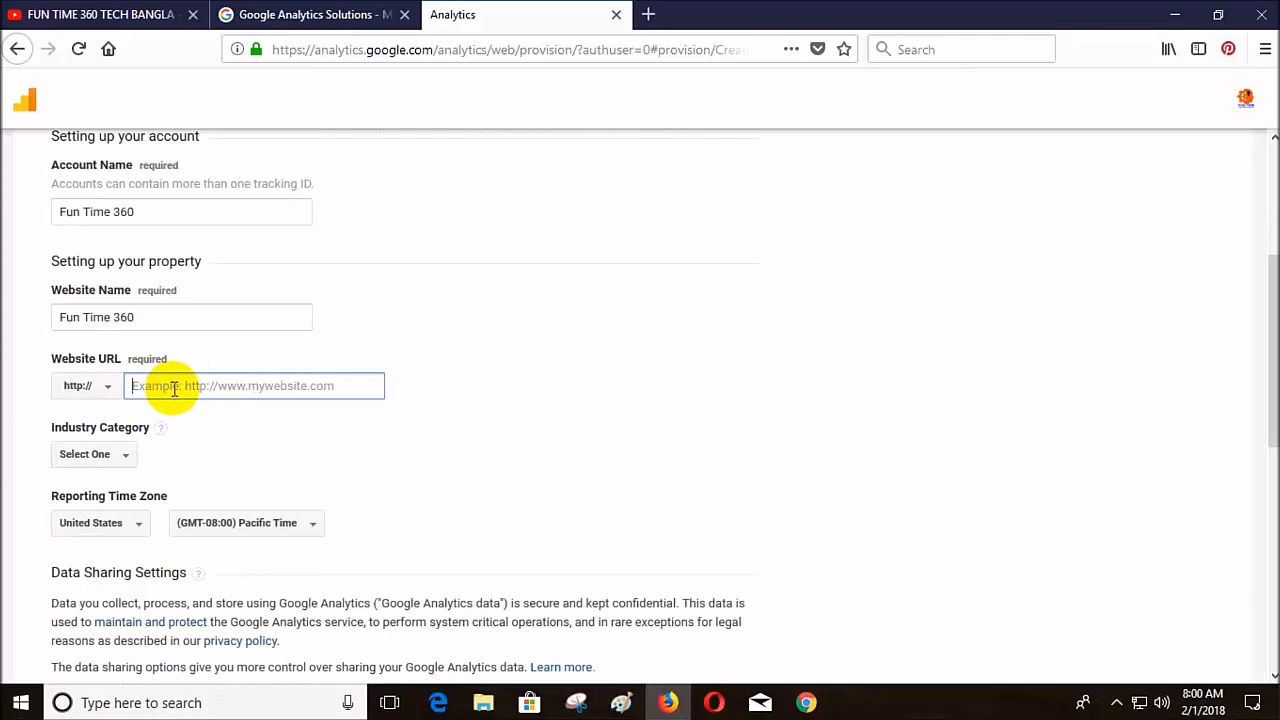 FUN TIME 360 TECH BANGLA -
Google Analytics Solutions - M
Analytics
https://analytics.google.com/analytics/web/provision/?authuser=0#provision/Crea
Search
Setting up your account
Account Name required
Accounts can contain more than one tracking ID.
Fun Time 360
Setting up your property
Website Name required
Fun Time 360
Website URL required
http://
Example: http://www.mywebsite.com
Industry Category ?
Select One
Reporting Time Zone
United States
(GMT-08:00) Pacific Time
Data Sharing Settings ?
Data you collect, process, and store using Google Analytics ("Google Analytics data") is secure and kept confidential. This data is
used to maintain and protect the Google Analytics service, to perform system critical operations, and in rare exceptions for legal
reasons as described in our privacy policy.
The data sharing options give you more control over sharing your Google Analytics data. Learn more.
Type here to search
8:00 AM
2/1/2018